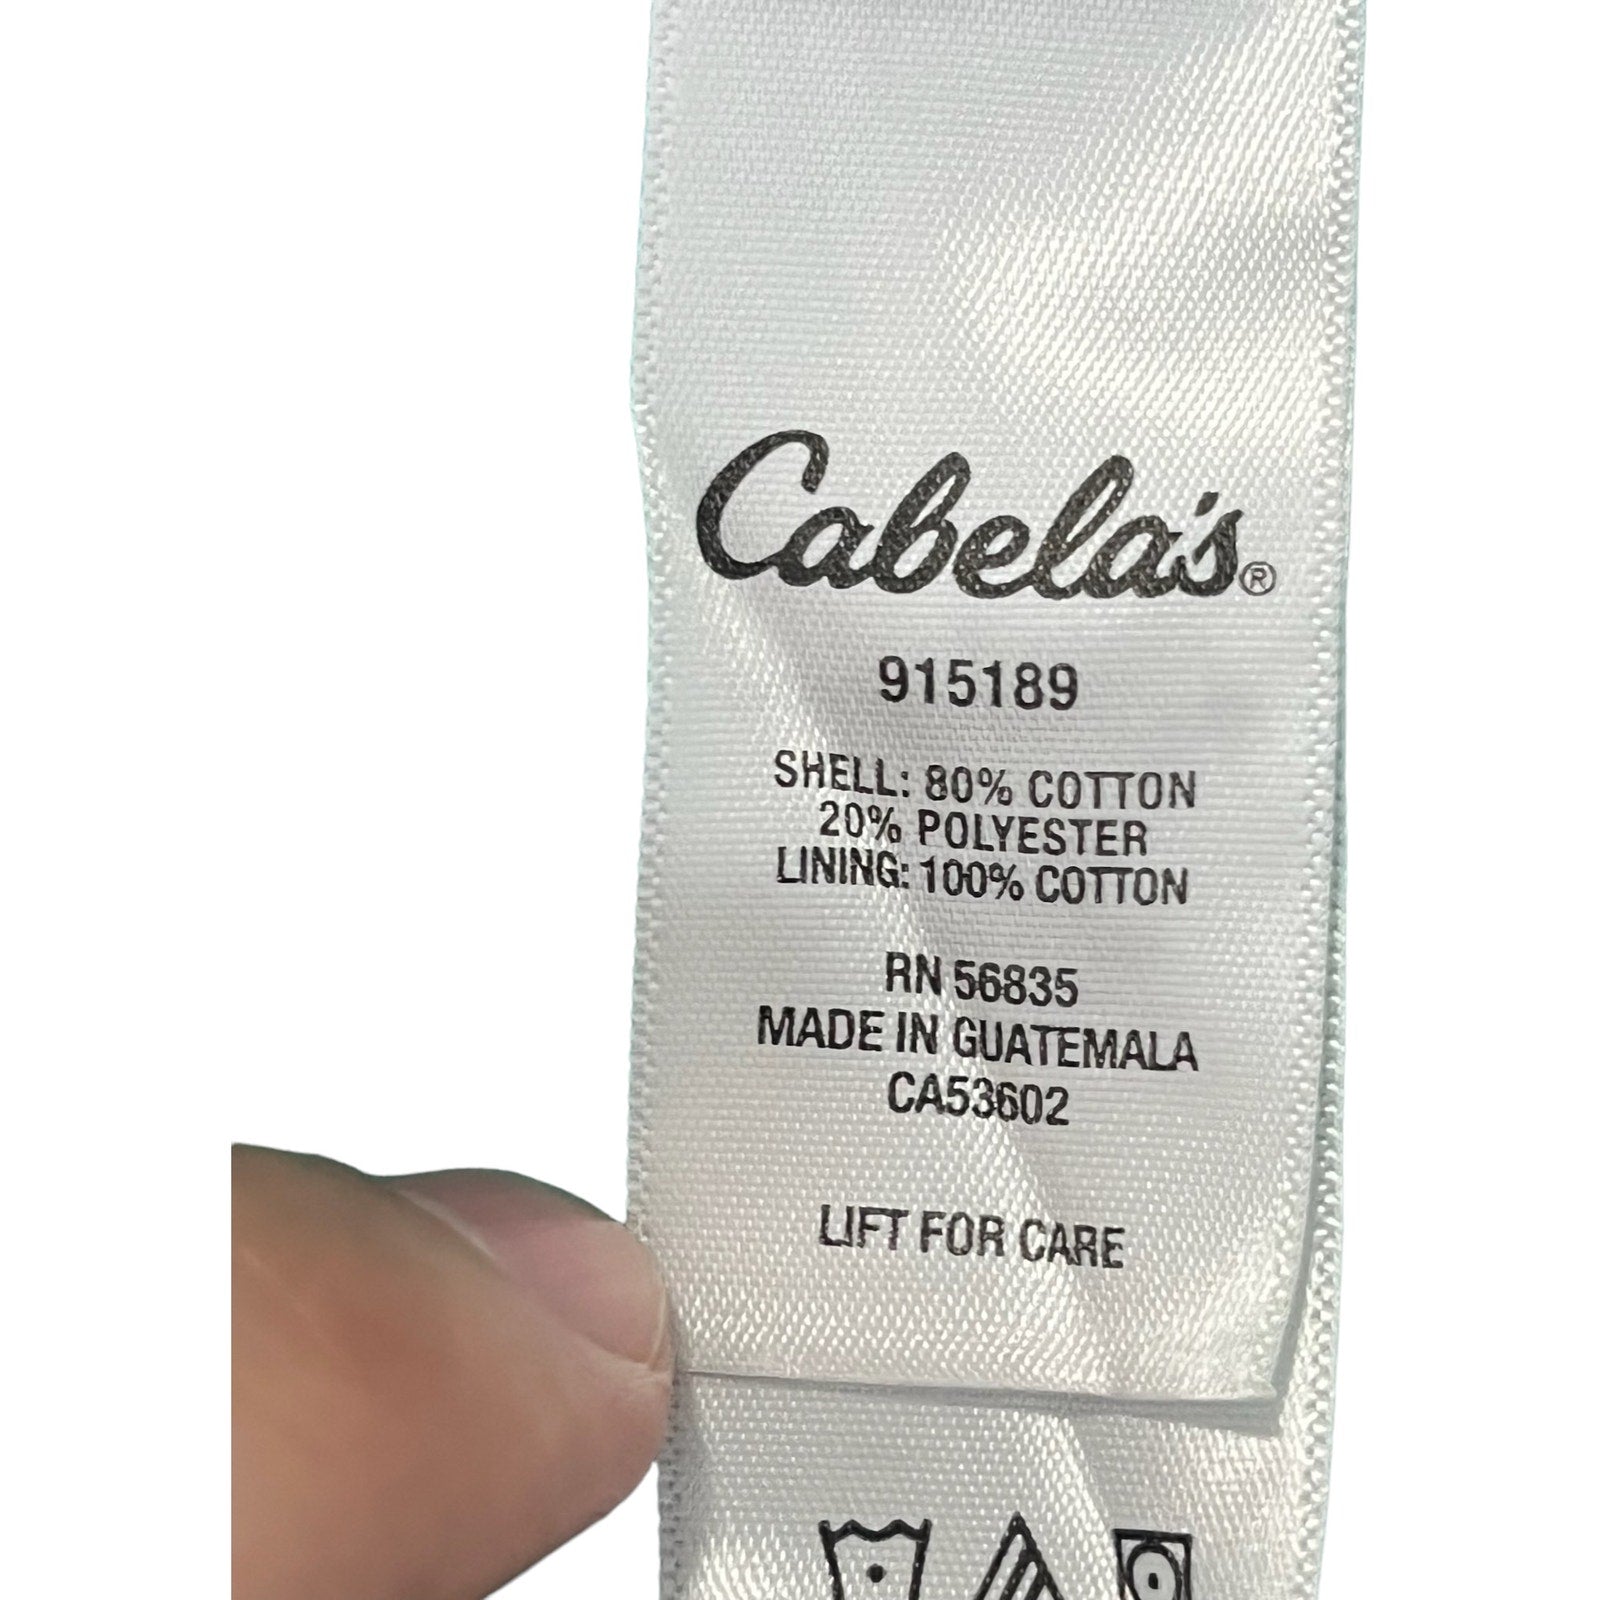 Cabela's®
915189
SHELL: 80% COTTON
20% POLYESTER
LINING: 100% COTTON
RN 56835
MADE IN GUATEMALA
CA53602
LIFT FOR CARE